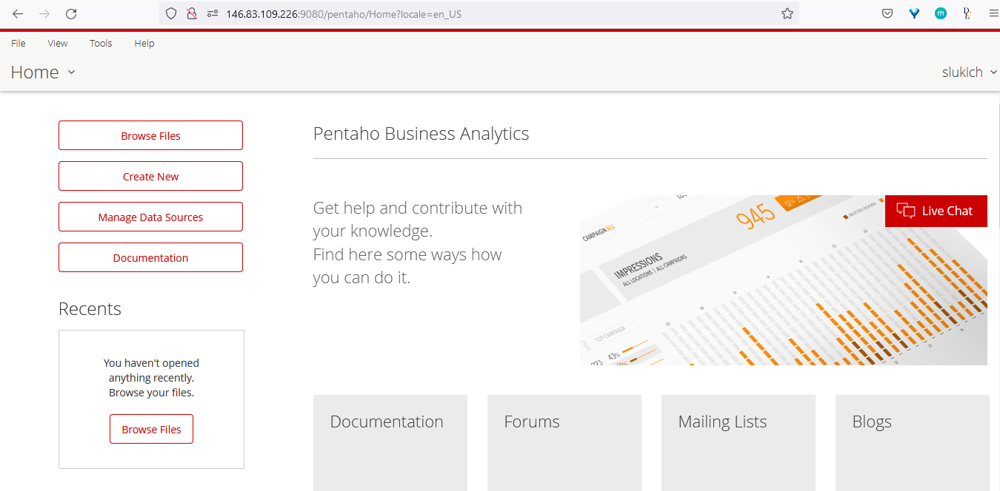 146.83.109.226:9080/pentaho/Home?locale=en_US
m
File View Tools Help
Home
slukich
Browse Files
Create New
Manage Data Sources
Documentation
Recents
You haven't opened
anything recently.
Browse your files.
Browse Files
Pentaho Business Analytics
Get help and contribute with
your knowledge.
Find here some ways how
you can do it.
CAMPAIGN ALL
945
12%
SELECTED LOCATION
IMPRESSIONS
ALL LOCATIONS | ALL CAMPAIGNS
TOP CAMPAIGN
43%
Live Chat
Documentation
Forums
Mailing Lists
Blogs